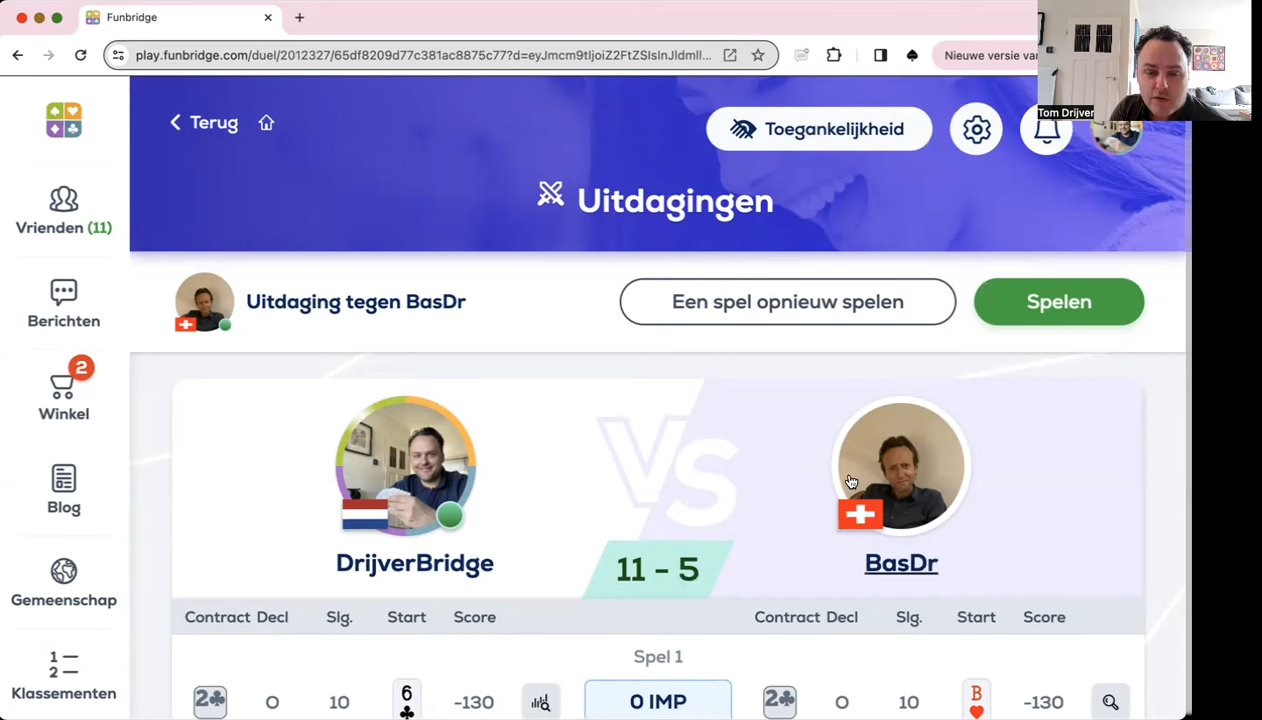 Funbridge
play.funbridge.com/duel/2012327/65df8209d77c381ac8875c77?d=eyJmcm9tIjoiZ2FtZSIsInJldmll...
Nieuwe versie va
Tom Drijver
Terug
Toegankelijkheid
Uitdagingen
Vrienden (11)
Berichten
2
Winkel
Blog
Gemeenschap
1
2
Klassementen
Uitdaging tegen BasDr
Een spel opnieuw spelen
Spelen
VS
DrijverBridge
11 - 5
BasDr
Contract Decl Slg. Start Score Contract Decl Slg. Start Score
Spel 1
2♣ O 10 6♣ -130 0 IMP 2♣ O 10 B♥ -130